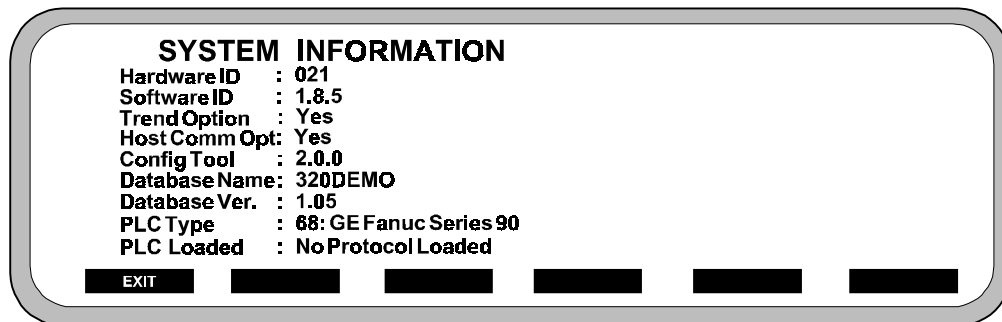 SYSTEM INFORMATION
Hardware ID : 021
Software ID : 1.8.5
Trend Option : Yes
Host Comm Opt: Yes
Config Tool : 2.0.0
Database Name: 320DEMO
Database Ver. : 1.05
PLC Type : 68: GE Fanuc Series 90
PLC Loaded : No Protocol Loaded
EXIT